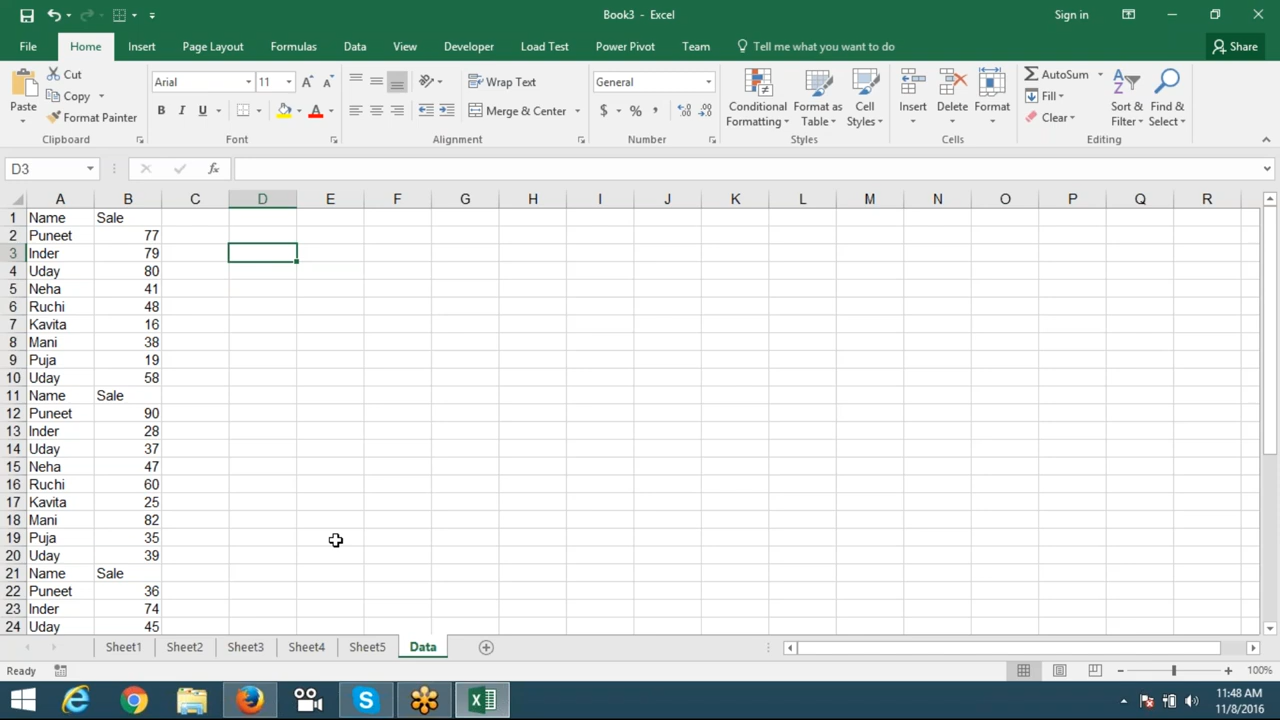 Book3 - Excel
Sign in
File Home Insert Page Layout Formulas Data View Developer Load Test Power Pivot Team Tell me what you want to do Share
Paste Cut Copy Format Painter Clipboard
Arial 11 B I U A Font
Wrap Text Merge & Center Alignment
General $ % , Number
Conditional Formatting Format as Table Cell Styles Styles
Insert Delete Format Cells
AutoSum Fill Clear Sort & Filter Find & Select Editing
D3 fx
A B C D E F G H I J K L M N O P Q R
1 Name Sale
2 Puneet 77
3 Inder 79
4 Uday 80
5 Neha 41
6 Ruchi 48
7 Kavita 16
8 Mani 38
9 Puja 19
10 Uday 58
11 Name Sale
12 Puneet 90
13 Inder 28
14 Uday 37
15 Neha 47
16 Ruchi 60
17 Kavita 25
18 Mani 82
19 Puja 35
20 Uday 39
21 Name Sale
22 Puneet 36
23 Inder 74
24 Uday 45
Sheet1 Sheet2 Sheet3 Sheet4 Sheet5 Data
Ready 100%
11:48 AM
11/8/2016